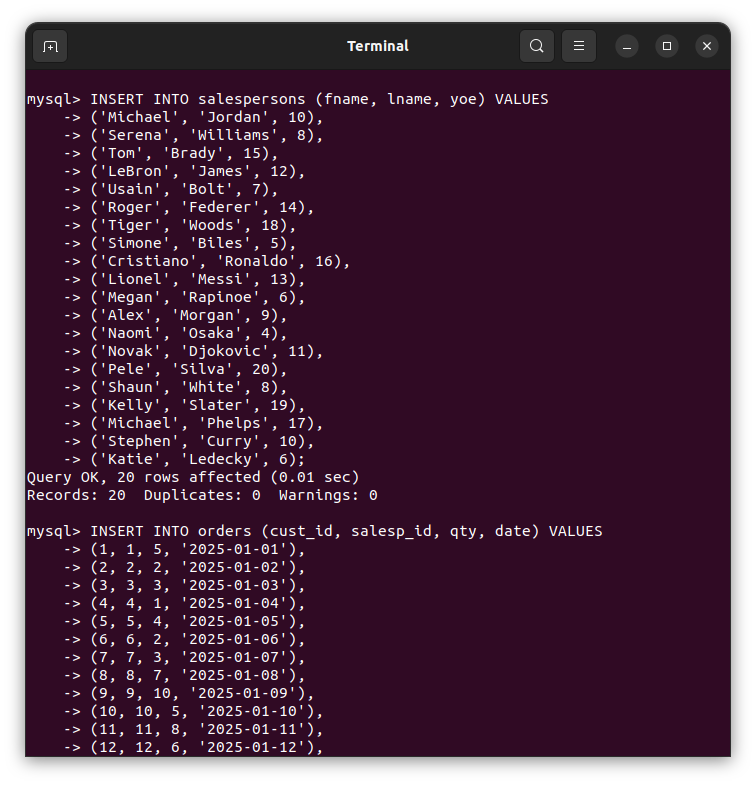 Terminal
mysql> INSERT INTO salespersons (fname, lname, yoe) VALUES
    -> ('Michael', 'Jordan', 10),
    -> ('Serena', 'Williams', 8),
    -> ('Tom', 'Brady', 15),
    -> ('LeBron', 'James', 12),
    -> ('Usain', 'Bolt', 7),
    -> ('Roger', 'Federer', 14),
    -> ('Tiger', 'Woods', 18),
    -> ('Simone', 'Biles', 5),
    -> ('Cristiano', 'Ronaldo', 16),
    -> ('Lionel', 'Messi', 13),
    -> ('Megan', 'Rapinoe', 6),
    -> ('Alex', 'Morgan', 9),
    -> ('Naomi', 'Osaka', 4),
    -> ('Novak', 'Djokovic', 11),
    -> ('Pele', 'Silva', 20),
    -> ('Shaun', 'White', 8),
    -> ('Kelly', 'Slater', 19),
    -> ('Michael', 'Phelps', 17),
    -> ('Stephen', 'Curry', 10),
    -> ('Katie', 'Ledecky', 6);
Query OK, 20 rows affected (0.01 sec)
Records: 20  Duplicates: 0  Warnings: 0
mysql> INSERT INTO orders (cust_id, salesp_id, qty, date) VALUES
    -> (1, 1, 5, '2025-01-01'),
    -> (2, 2, 2, '2025-01-02'),
    -> (3, 3, 3, '2025-01-03'),
    -> (4, 4, 1, '2025-01-04'),
    -> (5, 5, 4, '2025-01-05'),
    -> (6, 6, 2, '2025-01-06'),
    -> (7, 7, 3, '2025-01-07'),
    -> (8, 8, 7, '2025-01-08'),
    -> (9, 9, 10, '2025-01-09'),
    -> (10, 10, 5, '2025-01-10'),
    -> (11, 11, 8, '2025-01-11'),
    -> (12, 12, 6, '2025-01-12'),